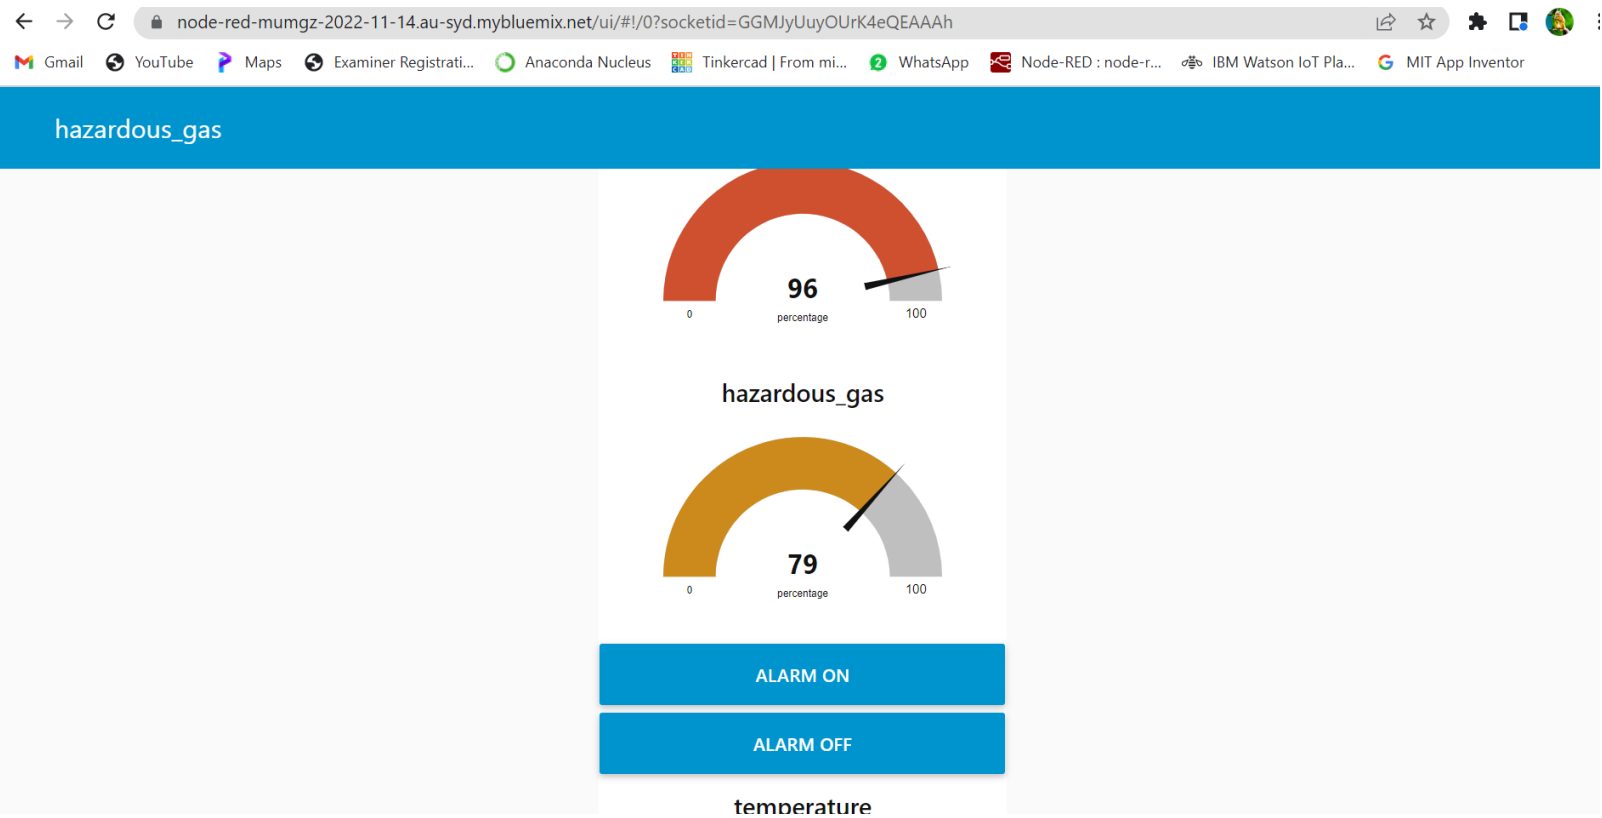 node-red-mumgz-2022-11-14.au-syd.mybluemix.net/ui/#!/0?socketid=GGMJyUuyOUrK4eQEAAAh
Gmail YouTube Maps Examiner Registrati... Anaconda Nucleus Tinkercad | From mi... 2 WhatsApp Node-RED : node-r... IBM Watson IoT Pla... MIT App Inventor
hazardous_gas
96
0 percentage 100
hazardous_gas
79
0 percentage 100
ALARM ON
ALARM OFF
temperature